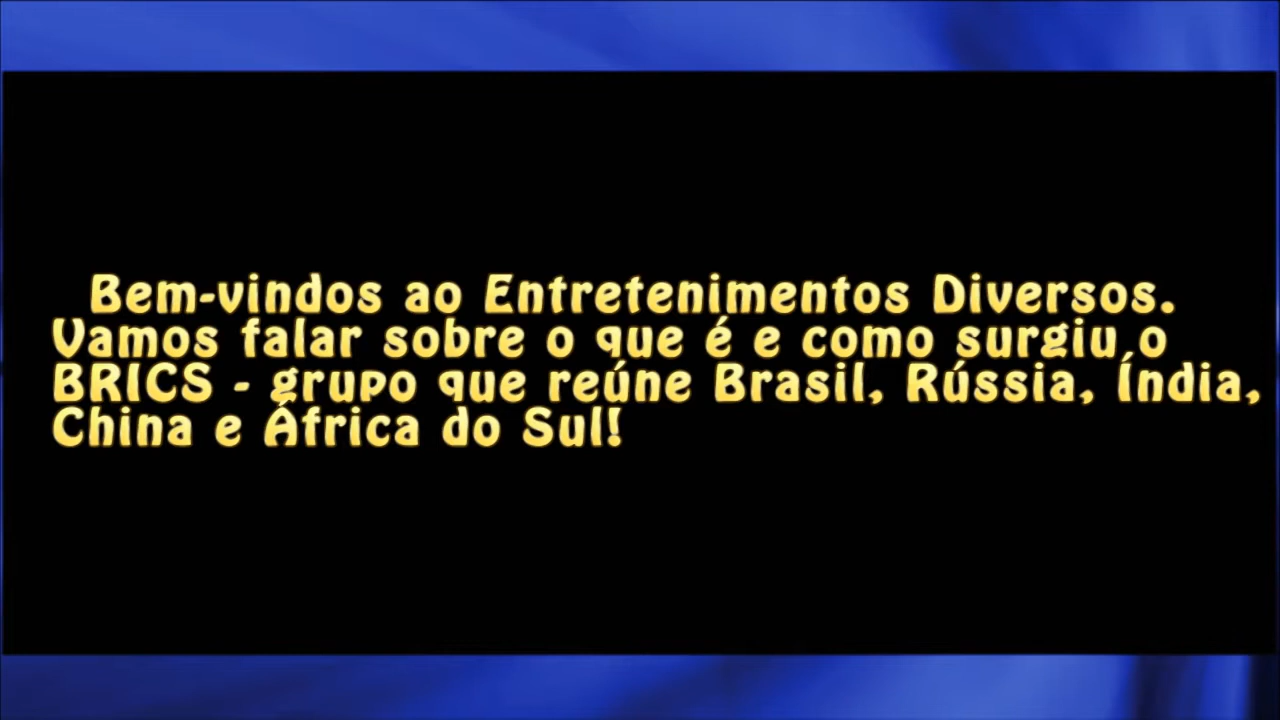 Bem-vindos ao Entretenimentos Diversos.
Vamos falar sobre o que é e como surgiu o
BRICS - grupo que reúne Brasil, Rússia, Índia,
China e África do Sul!